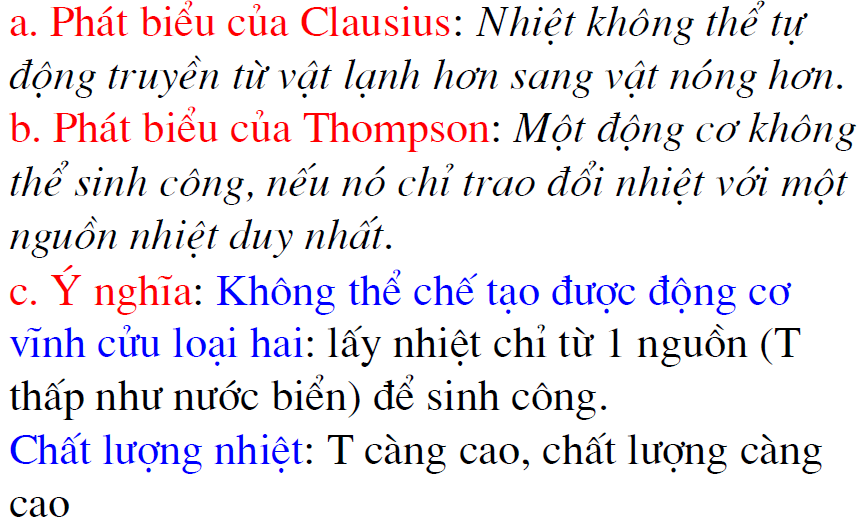 a. Phát biểu của Clausius: Nhiệt không thể tự
động truyền từ vật lạnh hơn sang vật nóng hơn.
b. Phát biểu của Thompson: Một động cơ không
thể sinh công, nếu nó chỉ trao đổi nhiệt với một
nguồn nhiệt duy nhất.
c. Ý nghĩa: Không thể chế tạo được động cơ
vĩnh cửu loại hai: lấy nhiệt chỉ từ 1 nguồn (T
thấp như nước biển) để sinh công.
Chất lượng nhiệt: T càng cao, chất lượng càng
cao